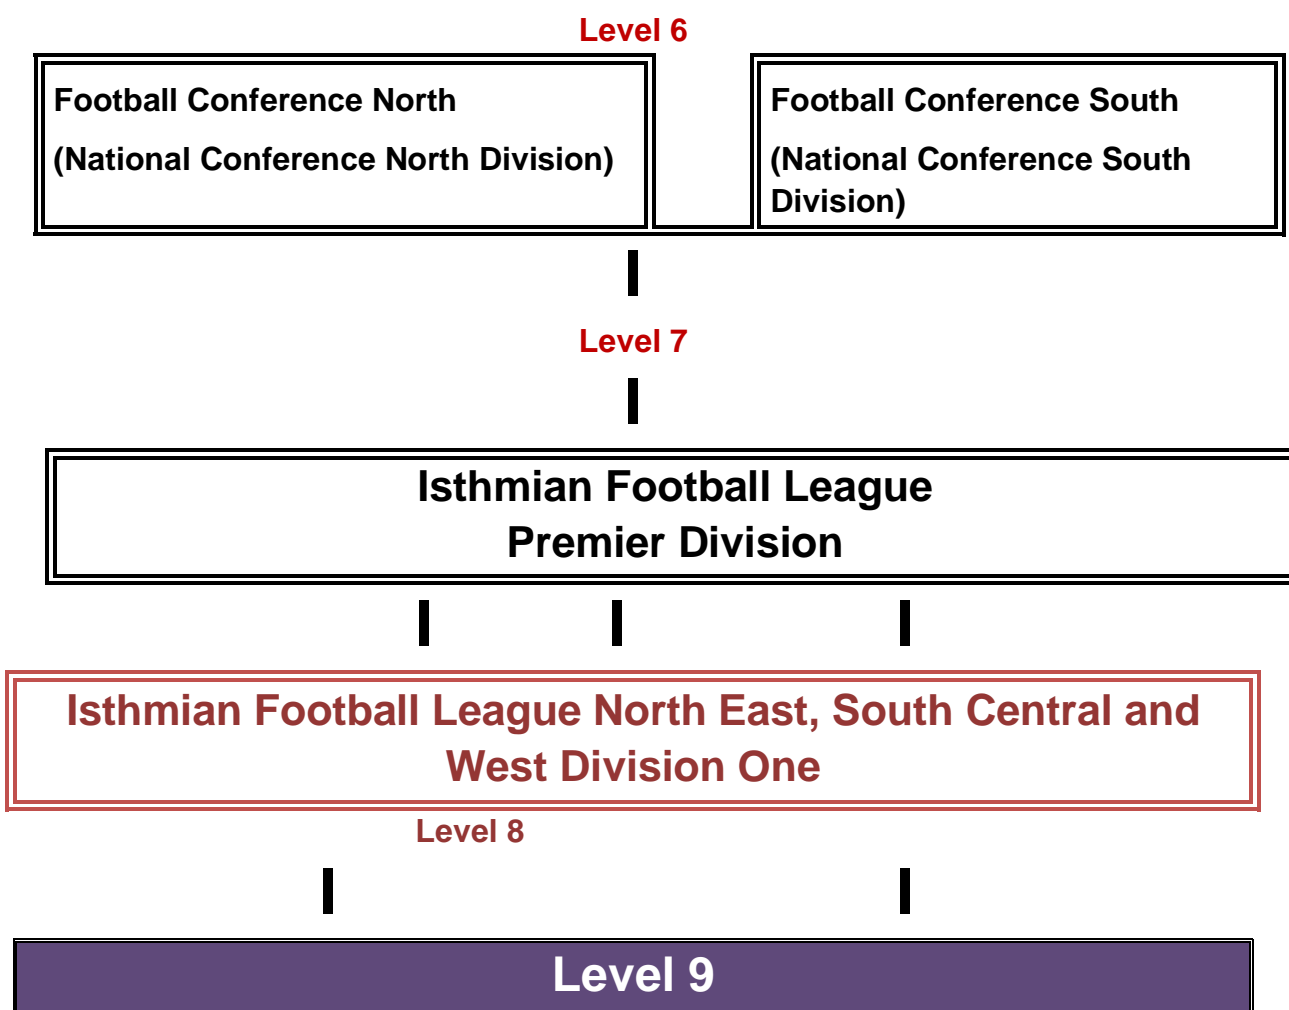 Level 6
Football Conference North
(National Conference North Division)
Football Conference South
(National Conference South
Division)
Level 7
Isthmian Football League
Premier Division
Isthmian Football League North East, South Central and
West Division One
Level 8
Level 9